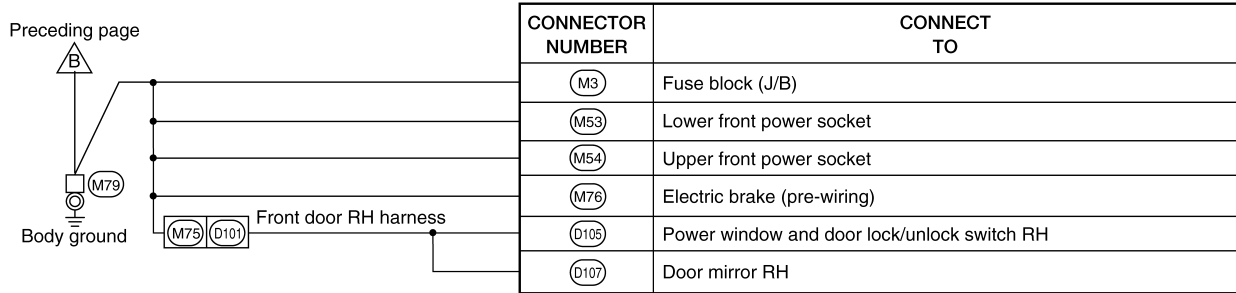 Preceding page
B
M79
Body ground
M75 D101
Front door RH harness
CONNECTOR NUMBER CONNECT TO
M3 Fuse block (J/B)
M53 Lower front power socket
M54 Upper front power socket
M76 Electric brake (pre-wiring)
D105 Power window and door lock/unlock switch RH
D107 Door mirror RH